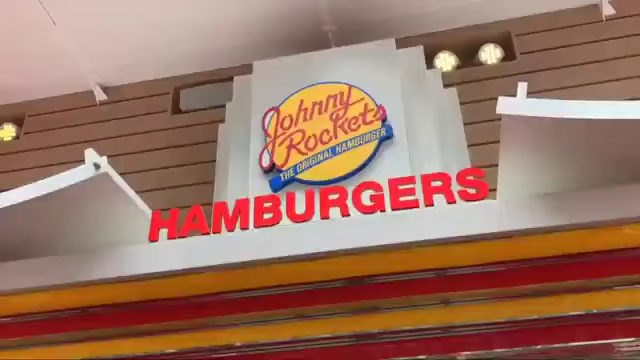 Johnny
Rockets
THE ORIGINAL HAMBURGER
HAMBURGERS